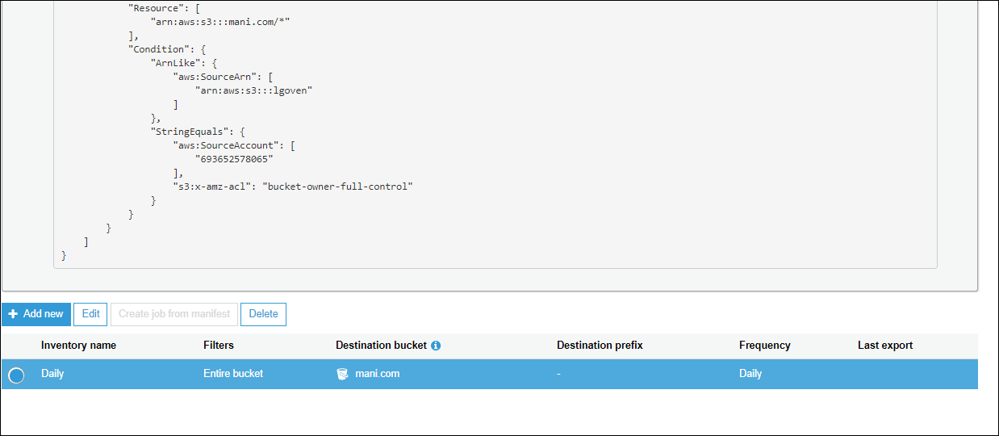 "Resource": [
"arn:aws:s3:::mani.com/*"
],
"Condition": {
"ArnLike": {
"aws:SourceArn": [
"arn:aws:s3:::lgoven"
]
},
"StringEquals": {
"aws:SourceAccount": [
"693652578065"
],
"s3:x-amz-acl": "bucket-owner-full-control"
}
}
}
]
}
+ Add new Edit Create job from manifest Delete
Inventory name Filters Destination bucket i Destination prefix Frequency Last export
Daily Entire bucket mani.com - Daily